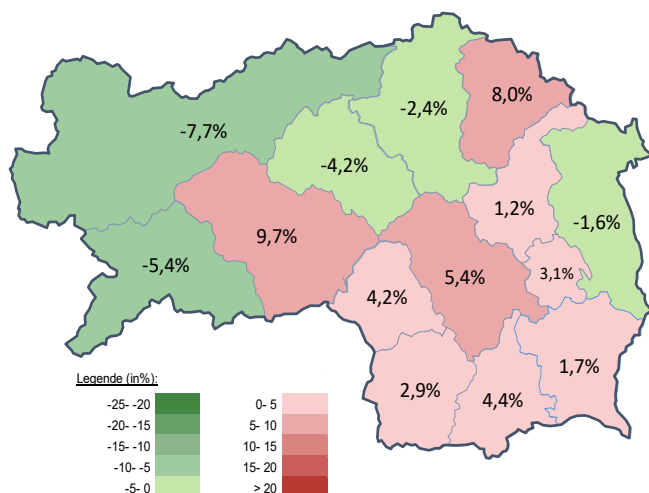 8,0%
-2,4%
-7,7%
-4,2%
1,2%
-1,6%
9,7%
-5,4%
5,4%
3,1%
4,2%
1,7%
2,9%
4,4%
Legende (in%):
-25- -20 0- 5
-20- -15 5- 10
-15- -10 10- 15
-10- -5 15- 20
-5- 0 > 20